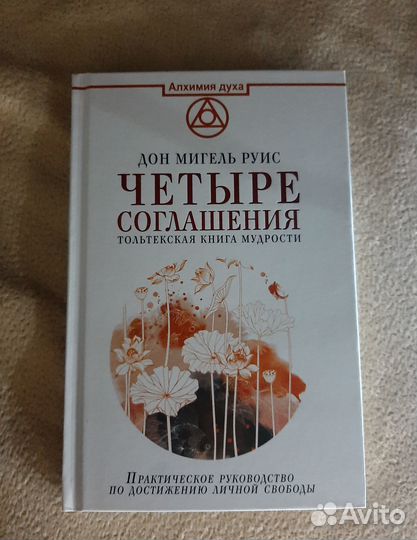 Алхимия духа
ДОН МИГЕЛЬ РУИС
ЧЕТЫРЕ
СОГЛАШЕНИЯ
ТОЛЬТЕКСКАЯ КНИГА МУДРОСТИ
ПРАКТИЧЕСКОЕ РУКОВОДСТВО
ПО ДОСТИЖЕНИЮ ЛИЧНОЙ СВОБОДЫ
Avito